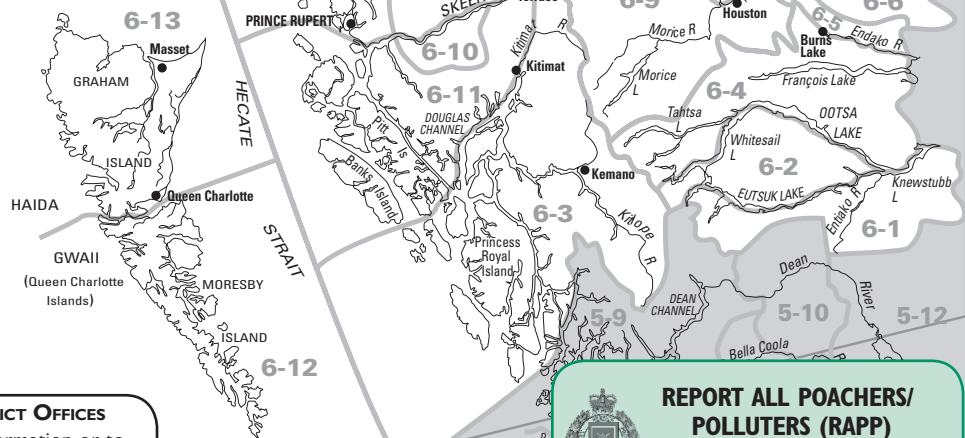 6-13
PRINCE RUPERT
SKEEN
6-9
Houston
6-6
6-5
Masset
6-10
Kitimat R
Morice R
Burns
Lake
Endako R
GRAHAM
HECATE
6-11
Kitimat
Morice
L
François Lake
6-4
DOUGLAS
CHANNEL
Tahtsa
L
OOTSA
LAKE
Pitt Is
Whitesail
L
ISLAND
Banks Island
6-2
Kemano
Knewstubb
L
Queen Charlotte
EUTSUK LAKE
HAIDA
6-3
Entiako R
6-1
STRAIT
Princess
Royal
Island
GWAII
(Queen Charlotte
Islands)
Dean
River
MORESBY
DEAN
CHANNEL
5-9
5-10
5-12
ISLAND
Bella Coola
R
6-12
ICT OFFICES
REPORT ALL POACHERS/
POLLUTERS (RAPP)